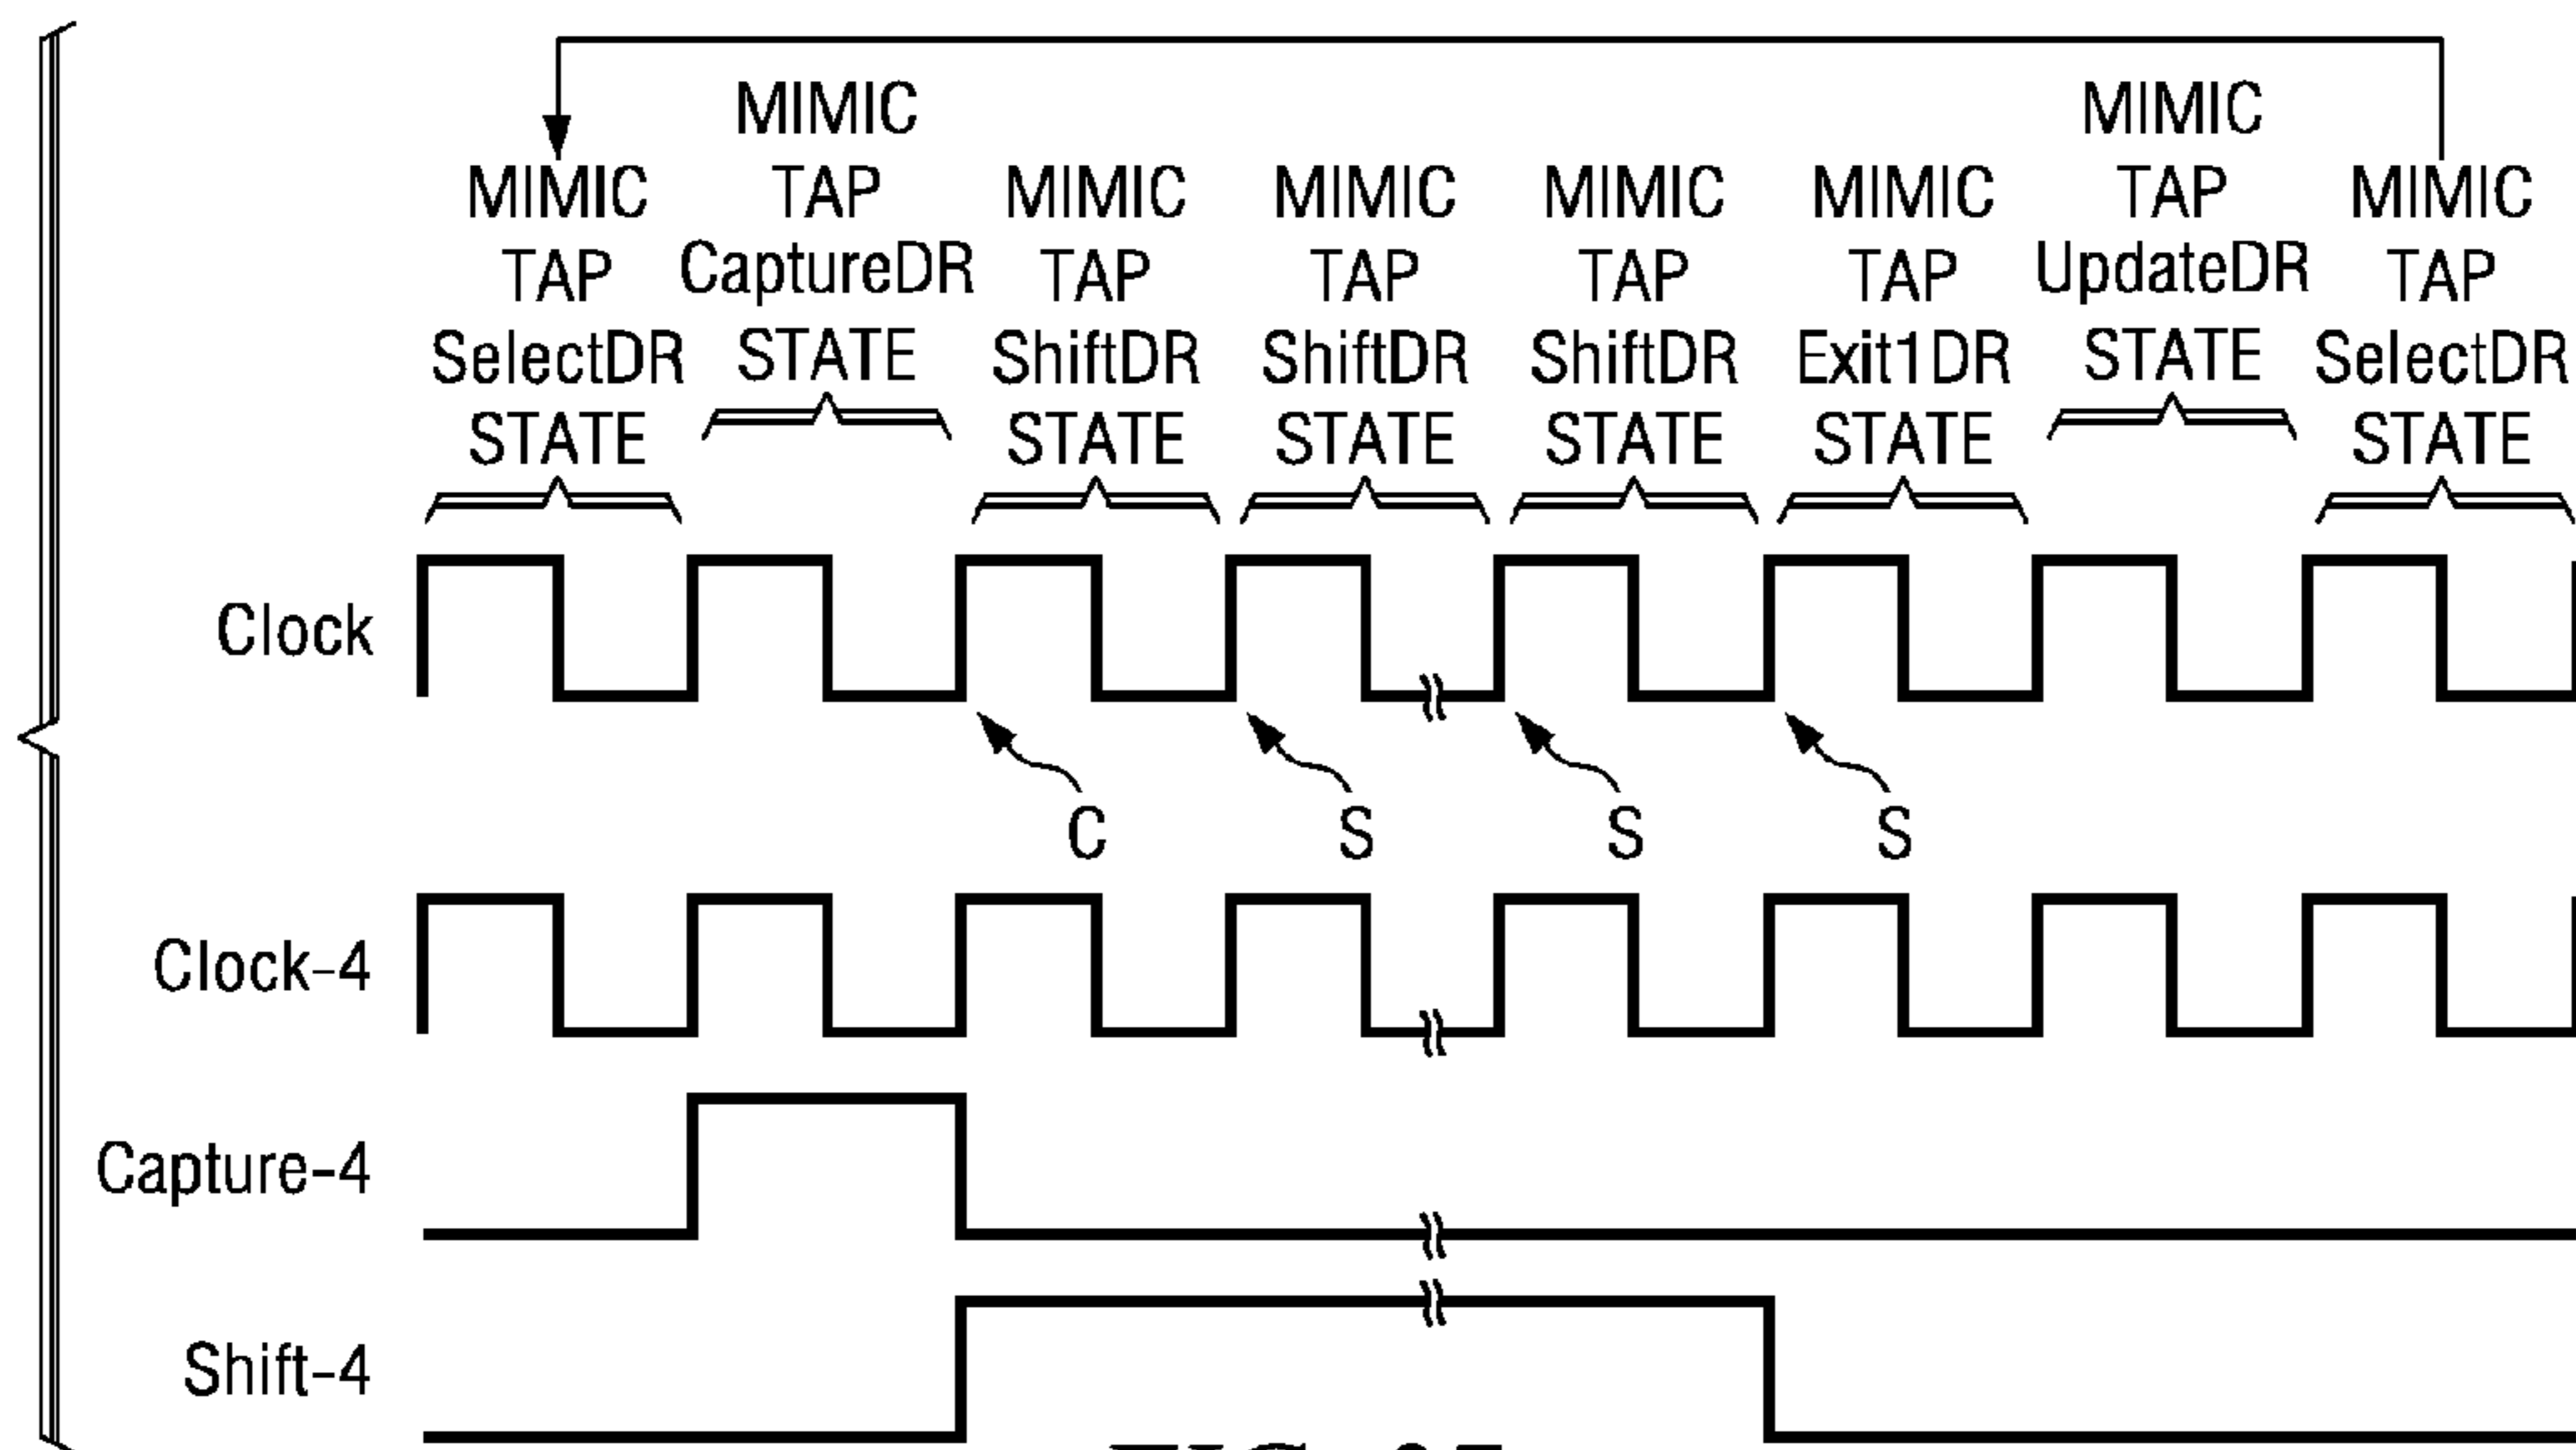 MIMIC
TAP
SelectDR
STATE
MIMIC
TAP
CaptureDR
STATE
MIMIC
TAP
ShiftDR
STATE
MIMIC
TAP
ShiftDR
STATE
MIMIC
TAP
ShiftDR
STATE
MIMIC
TAP
Exit1DR
STATE
MIMIC
TAP
UpdateDR
STATE
MIMIC
TAP
SelectDR
STATE
Clock
C
S
S
S
Clock-4
Capture-4
Shift-4